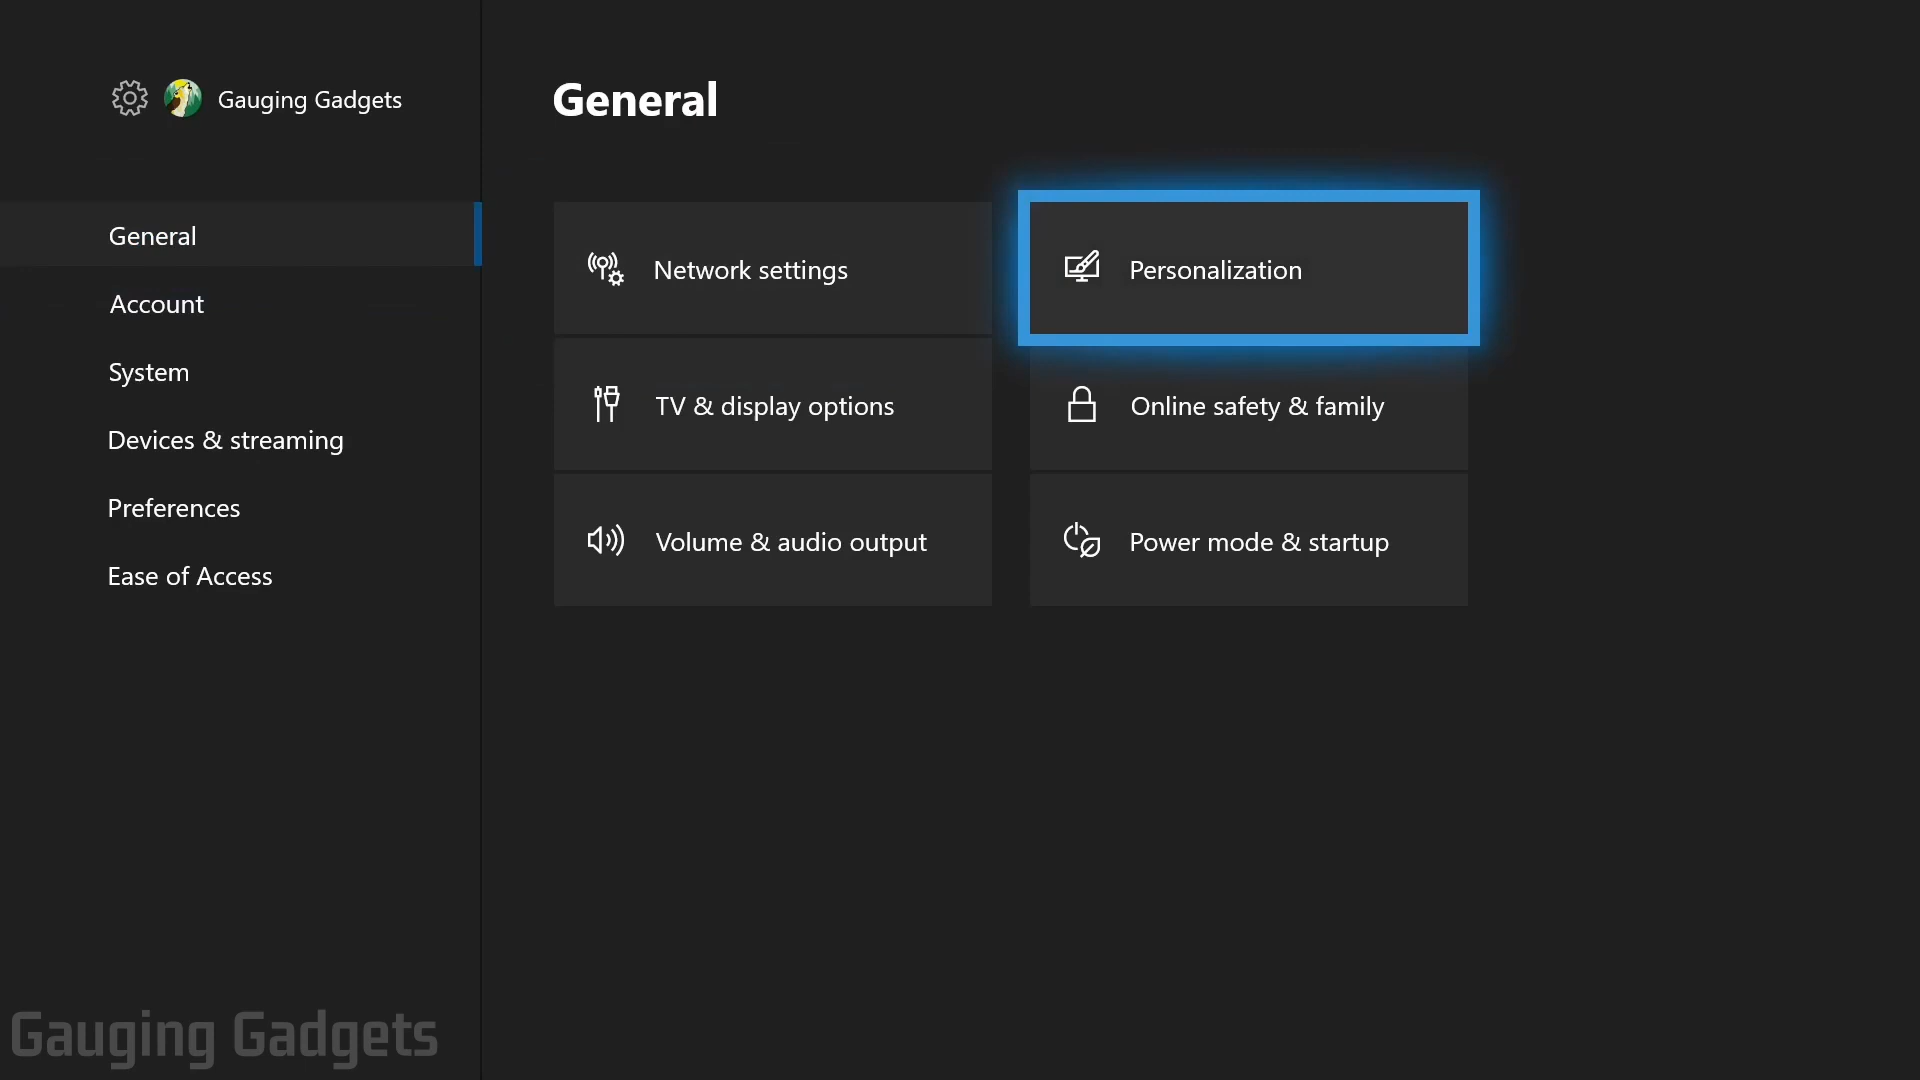 Gauging Gadgets
General
Account
System
Devices & streaming
Preferences
Ease of Access
General
Network settings
Personalization
TV & display options
Online safety & family
Volume & audio output
Power mode & startup
Gauging Gadgets